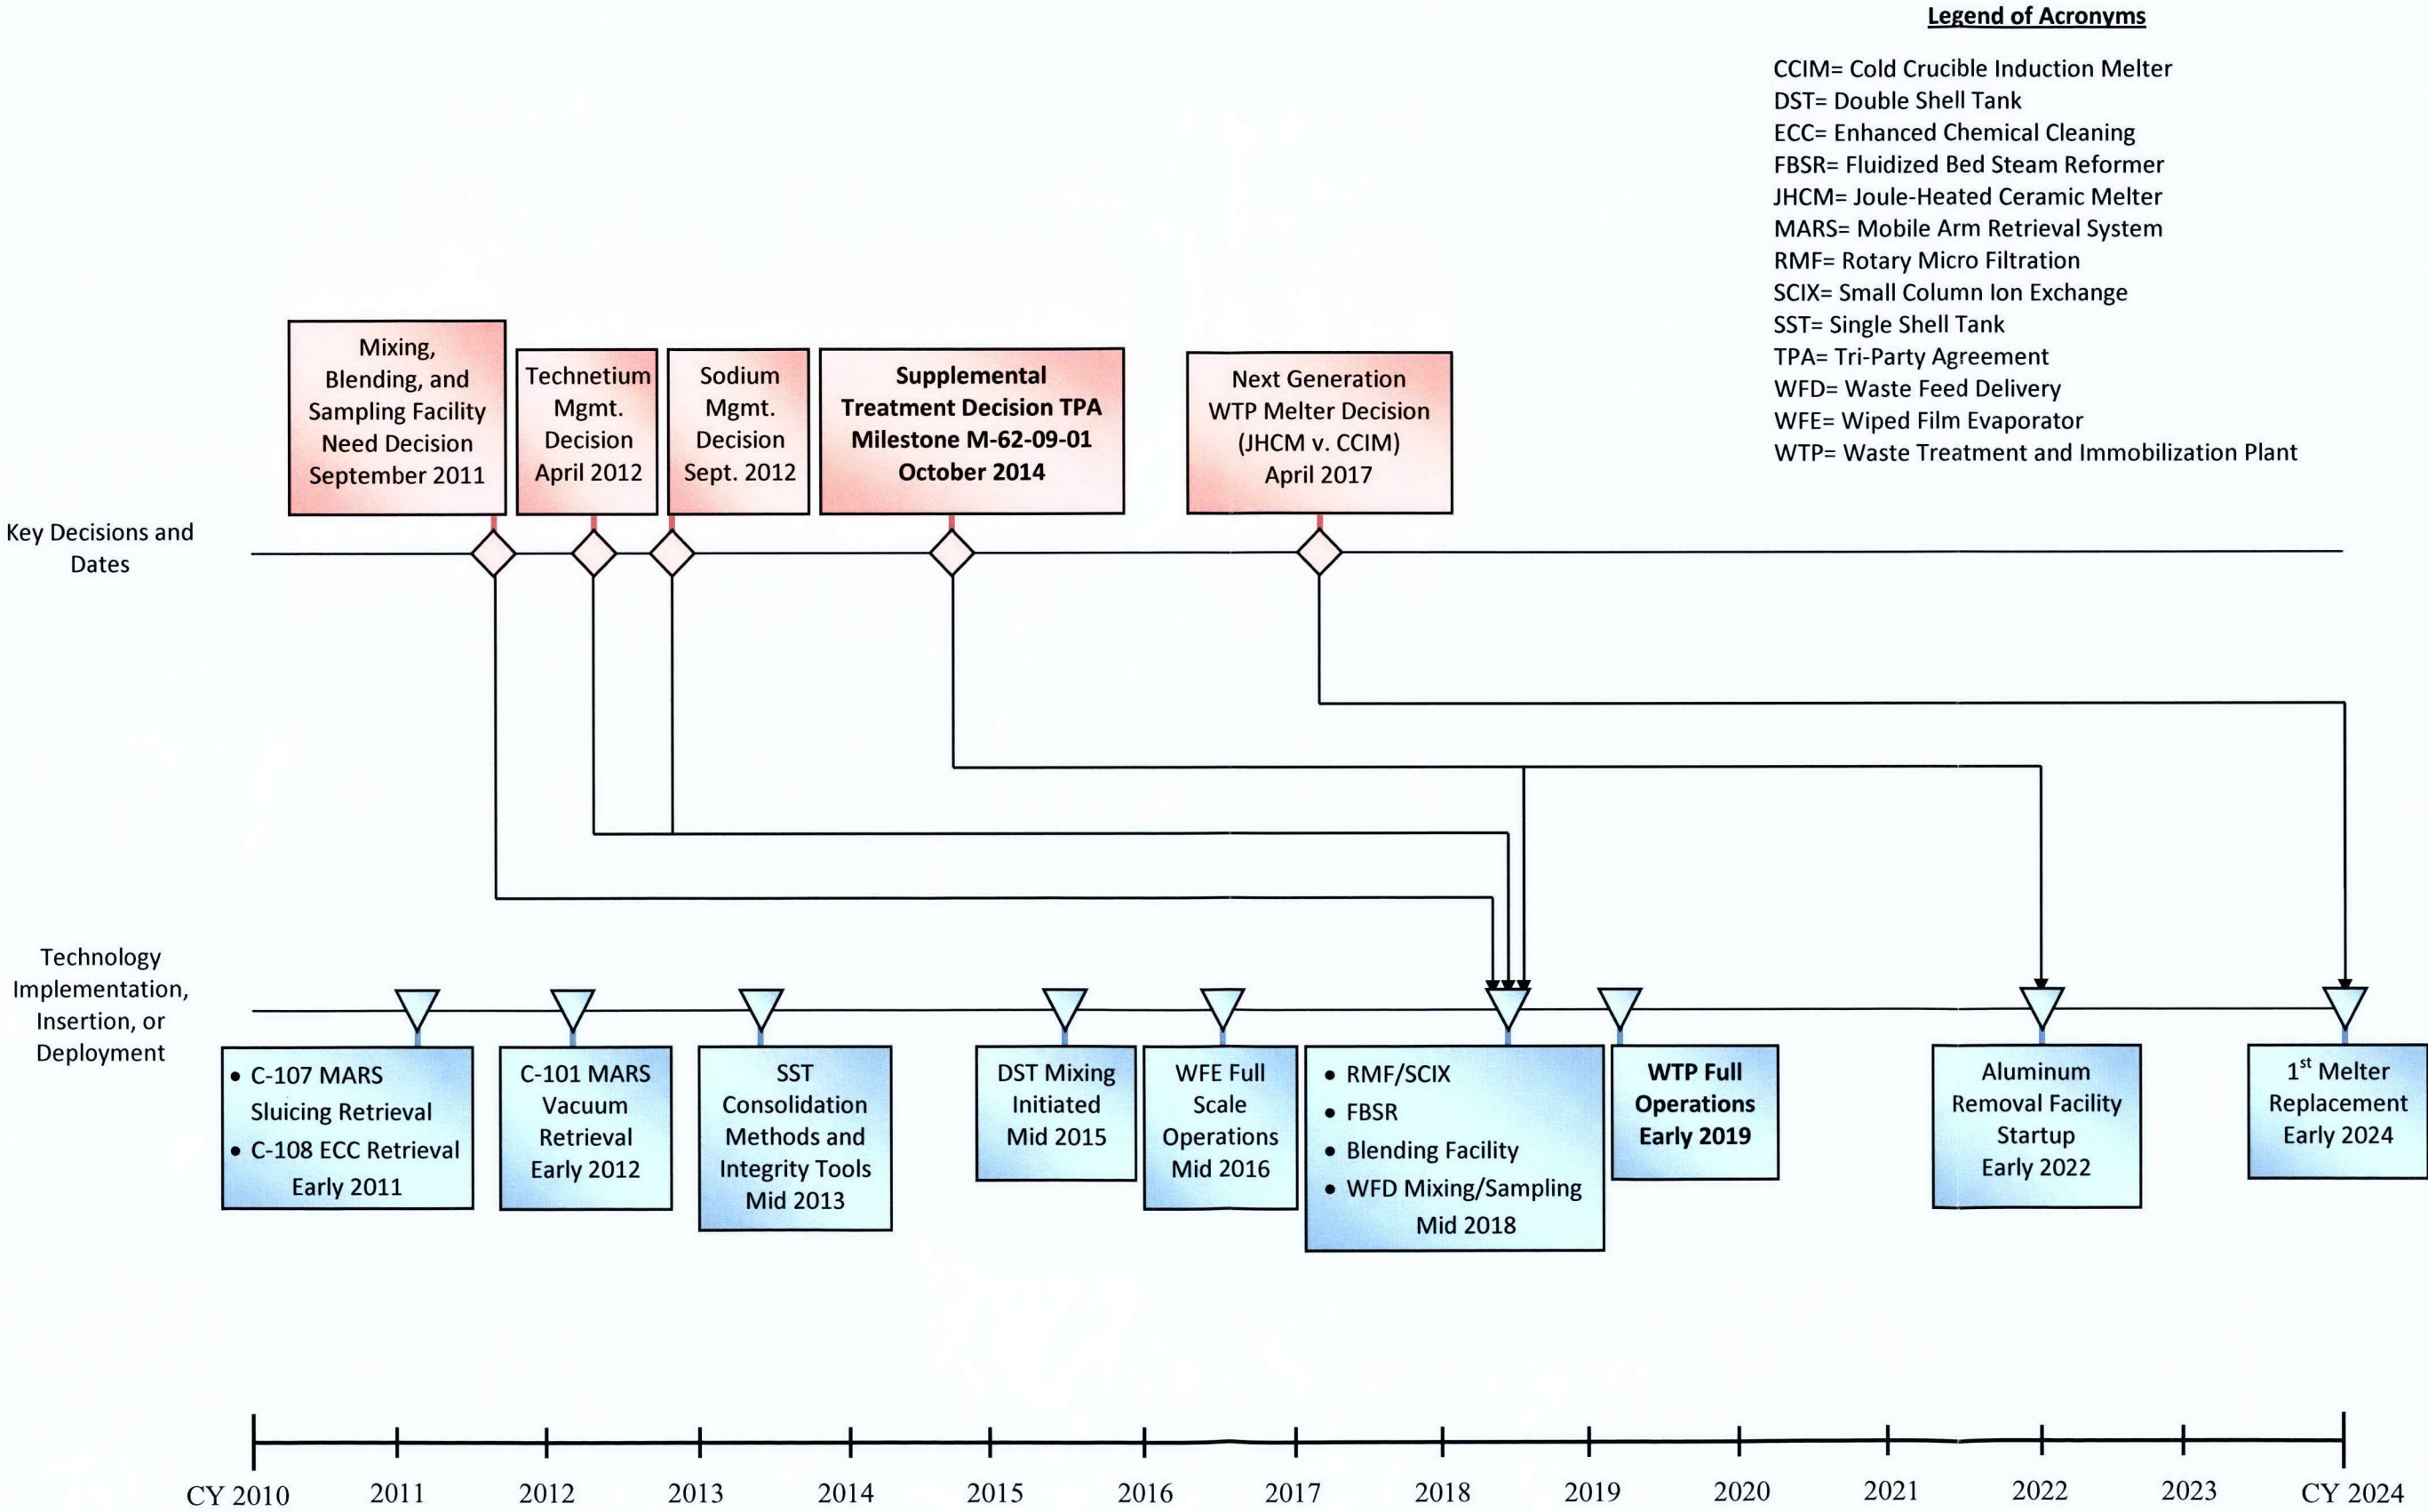 Legend of Acronyms
CCIM= Cold Crucible Induction Melter
DST= Double Shell Tank
ECC= Enhanced Chemical Cleaning
FBSR= Fluidized Bed Steam Reformer
JHCM= Joule-Heated Ceramic Melter
MARS= Mobile Arm Retrieval System
RMF= Rotary Micro Filtration
SCIX= Small Column Ion Exchange
SST= Single Shell Tank
TPA= Tri-Party Agreement
WFD= Waste Feed Delivery
WFE= Wiped Film Evaporator
WTP= Waste Treatment and Immobilization Plant
Mixing,
Blending, and
Sampling Facility
Need Decision
September 2011
Technetium
Mgmt.
Decision
April 2012
Sodium
Mgmt.
Decision
Sept. 2012
Supplemental
Treatment Decision TPA
Milestone M-62-09-01
October 2014
Next Generation
WTP Melter Decision
(JHCM v. CCIM)
April 2017
Key Decisions and
Dates
Technology
Implementation,
Insertion, or
Deployment
• C-107 MARS
Sluicing Retrieval
• C-108 ECC Retrieval
Early 2011
C-101 MARS
Vacuum
Retrieval
Early 2012
SST
Consolidation
Methods and
Integrity Tools
Mid 2013
DST Mixing
Initiated
Mid 2015
WFE Full
Scale
Operations
Mid 2016
• RMF/SCIX
• FBSR
• Blending Facility
• WFD Mixing/Sampling
Mid 2018
WTP Full
Operations
Early 2019
Aluminum
Removal Facility
Startup
Early 2022
1st Melter
Replacement
Early 2024
CY 2010 2011 2012 2013 2014 2015 2016 2017 2018 2019 2020 2021 2022 2023 CY 2024